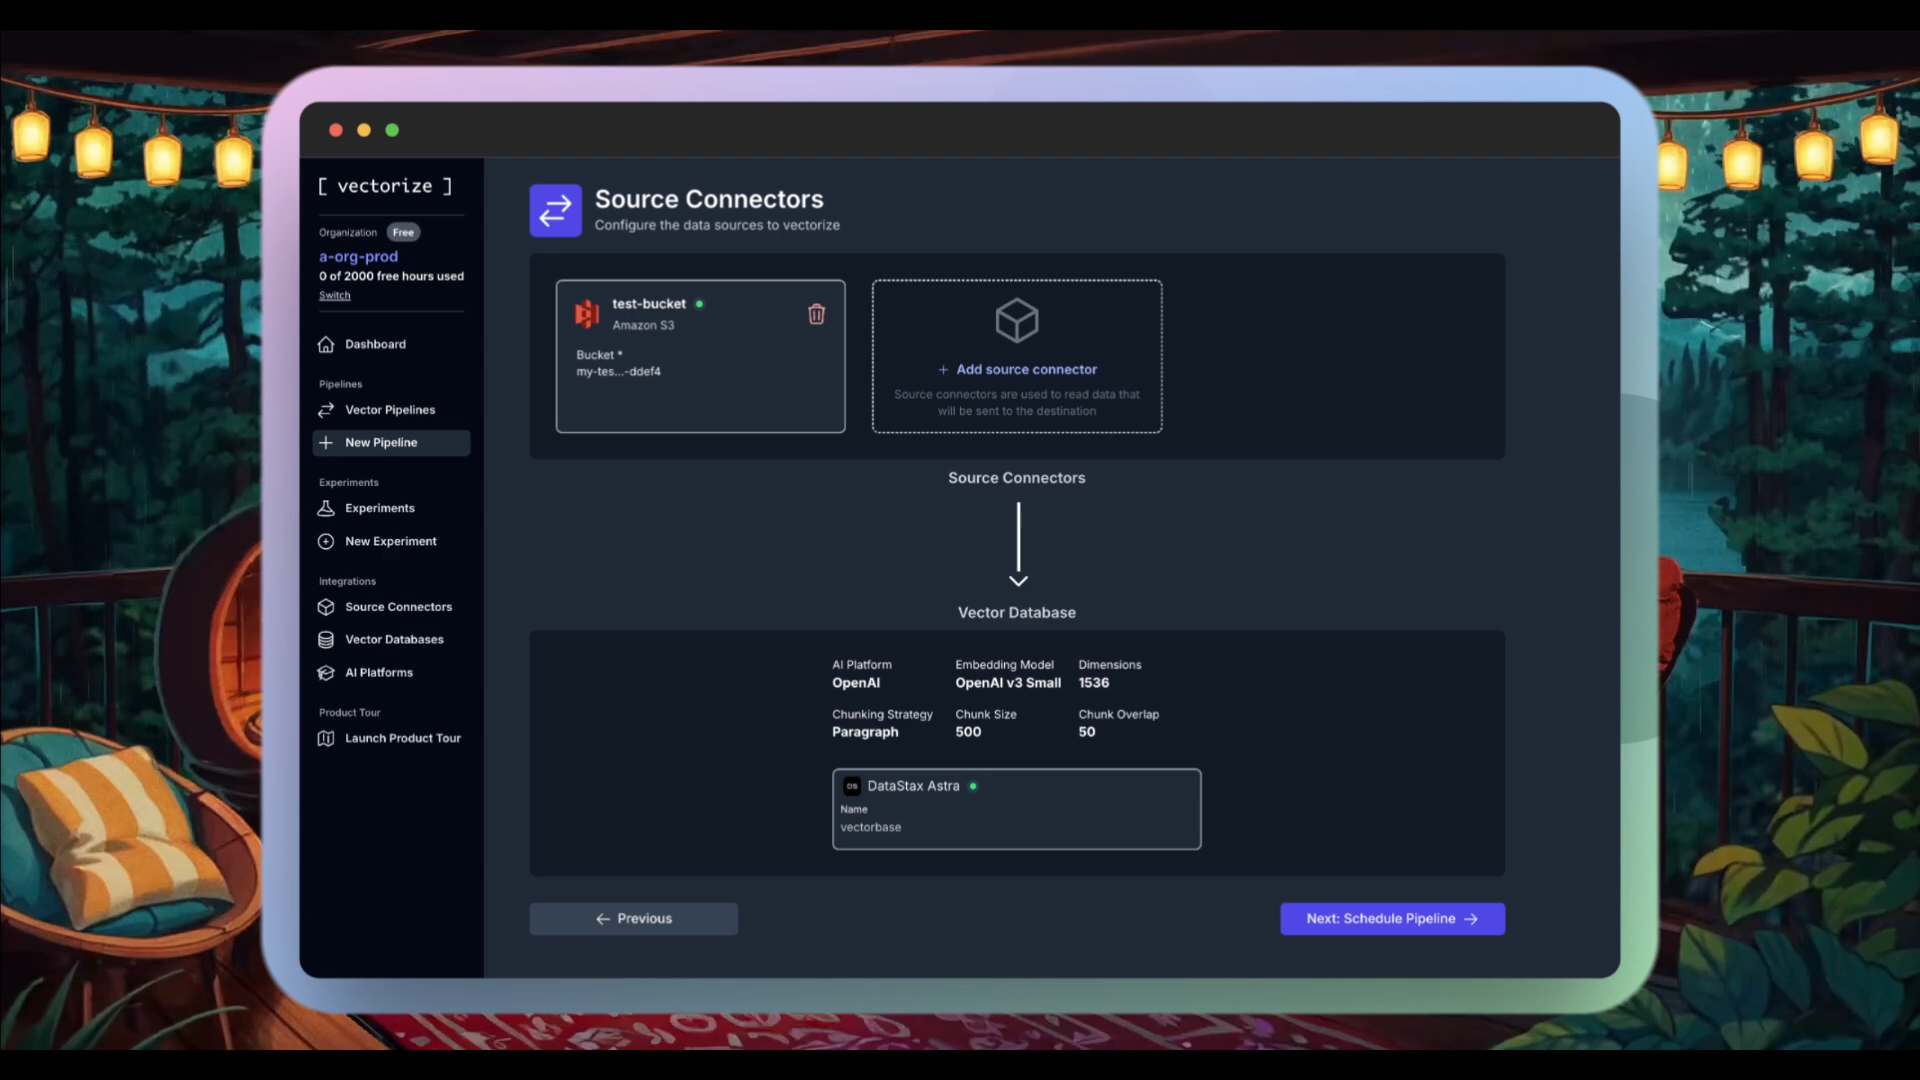 [ vectorize ]
Organization Free
a-org-prod
0 of 2000 free hours used
Switch
Dashboard
Pipelines
Vector Pipelines
New Pipeline
Experiments
Experiments
New Experiment
Integrations
Source Connectors
Vector Databases
AI Platforms
Product Tour
Launch Product Tour
Source Connectors
Configure the data sources to vectorize
test-bucket
Amazon S3
Bucket *
my-tes...-ddef4
+ Add source connector
Source connectors are used to read data that
will be sent to the destination
Source Connectors
Vector Database
AI Platform Embedding Model Dimensions
OpenAI OpenAI v3 Small 1536
Chunking Strategy Chunk Size Chunk Overlap
Paragraph 500 50
DS DataStax Astra
Name
vectorbase
← Previous
Next: Schedule Pipeline →